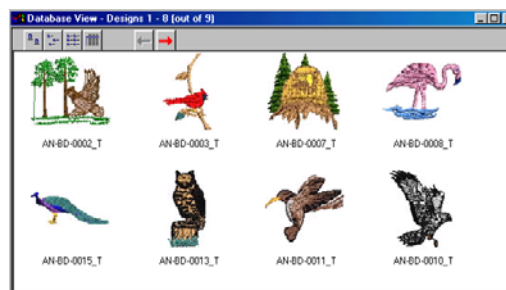 Database View - Designs 1 - 8 (out of 9)
AN-BD-0002_T AN-BD-0003_T AN-BD-0007_T AN-BD-0008_T
AN-BD-0015_T AN-BD-0013_T AN-BD-0011_T AN-BD-0010_T